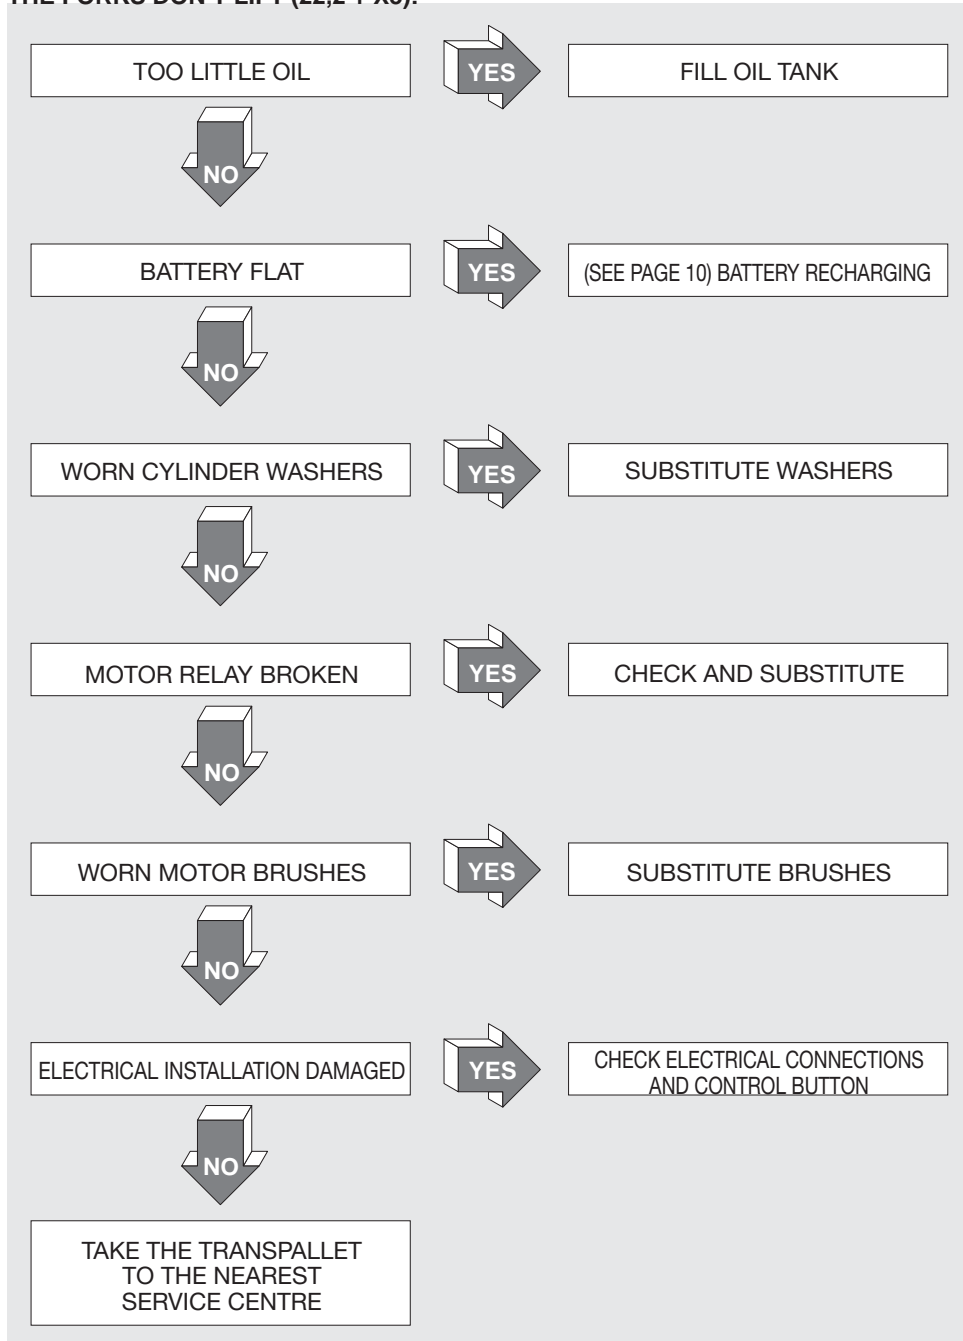 TOO LITTLE OIL
YES
FILL OIL TANK
NO
BATTERY FLAT
YES
(SEE PAGE 10) BATTERY RECHARGING
NO
WORN CYLINDER WASHERS
YES
SUBSTITUTE WASHERS
NO
MOTOR RELAY BROKEN
YES
CHECK AND SUBSTITUTE
NO
WORN MOTOR BRUSHES
YES
SUBSTITUTE BRUSHES
NO
ELECTRICAL INSTALLATION DAMAGED
YES
CHECK ELECTRICAL CONNECTIONS
AND CONTROL BUTTON
NO
TAKE THE TRANSPALLET
TO THE NEAREST
SERVICE CENTRE